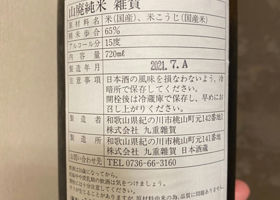 山廃純米 雑賀
原材料名 米(国産)、米こうじ(国産米)
精米歩合 65%
アルコール分 15度
内容量 720㎖
製造年月 2021.7.A
注意事項 日本酒の風味を損なわないよう、冷
暗所で保存してください。
開栓後は冷蔵庫で保存し、早めにお
召し上がりください。
製造者 和歌山県紀の川市桃山町元142番地1
株式会社 九重雜賀
製造所 和歌山県紀の川市桃山町元141番地1
株式会社 九重雜賀 日本酒蔵
お問い合わせ先 TEL 0736-66-3160